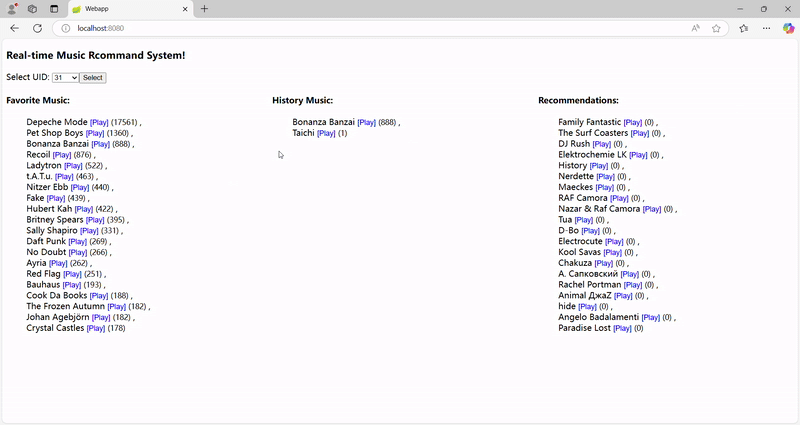 Webapp
localhost:8080
Real-time Music Rcommand System!
Select UID: 31 Select
Favorite Music:
Depeche Mode [Play] (17561) ,
Pet Shop Boys [Play] (1360) ,
Bonanza Banzai [Play] (888) ,
Recoil [Play] (876) ,
Ladytron [Play] (522) ,
t.A.T.u. [Play] (463) ,
Nitzer Ebb [Play] (440) ,
Fake [Play] (439) ,
Hubert Kah [Play] (422) ,
Britney Spears [Play] (395) ,
Sally Shapiro [Play] (331) ,
Daft Punk [Play] (269) ,
No Doubt [Play] (266) ,
Ayria [Play] (262) ,
Red Flag [Play] (251) ,
Bauhaus [Play] (193) ,
Cook Da Books [Play] (188) ,
The Frozen Autumn [Play] (182) ,
Johan Agebjörn [Play] (182) ,
Crystal Castles [Play] (178)
History Music:
Bonanza Banzai [Play] (888) ,
Taichi [Play] (1)
Recommendations:
Family Fantastic [Play] (0) ,
The Surf Coasters [Play] (0) ,
DJ Rush [Play] (0) ,
Elektrochemie LK [Play] (0) ,
History [Play] (0) ,
Nerdette [Play] (0) ,
Maeckes [Play] (0) ,
RAF Camora [Play] (0) ,
Nazar & Raf Camora [Play] (0) ,
Tua [Play] (0) ,
D-Bo [Play] (0) ,
Electrocute [Play] (0) ,
Kool Savas [Play] (0) ,
Chakuza [Play] (0) ,
А. Сапковский [Play] (0) ,
Rachel Portman [Play] (0) ,
Animal ДжаZ [Play] (0) ,
hide [Play] (0) ,
Angelo Badalamenti [Play] (0) ,
Paradise Lost [Play] (0)